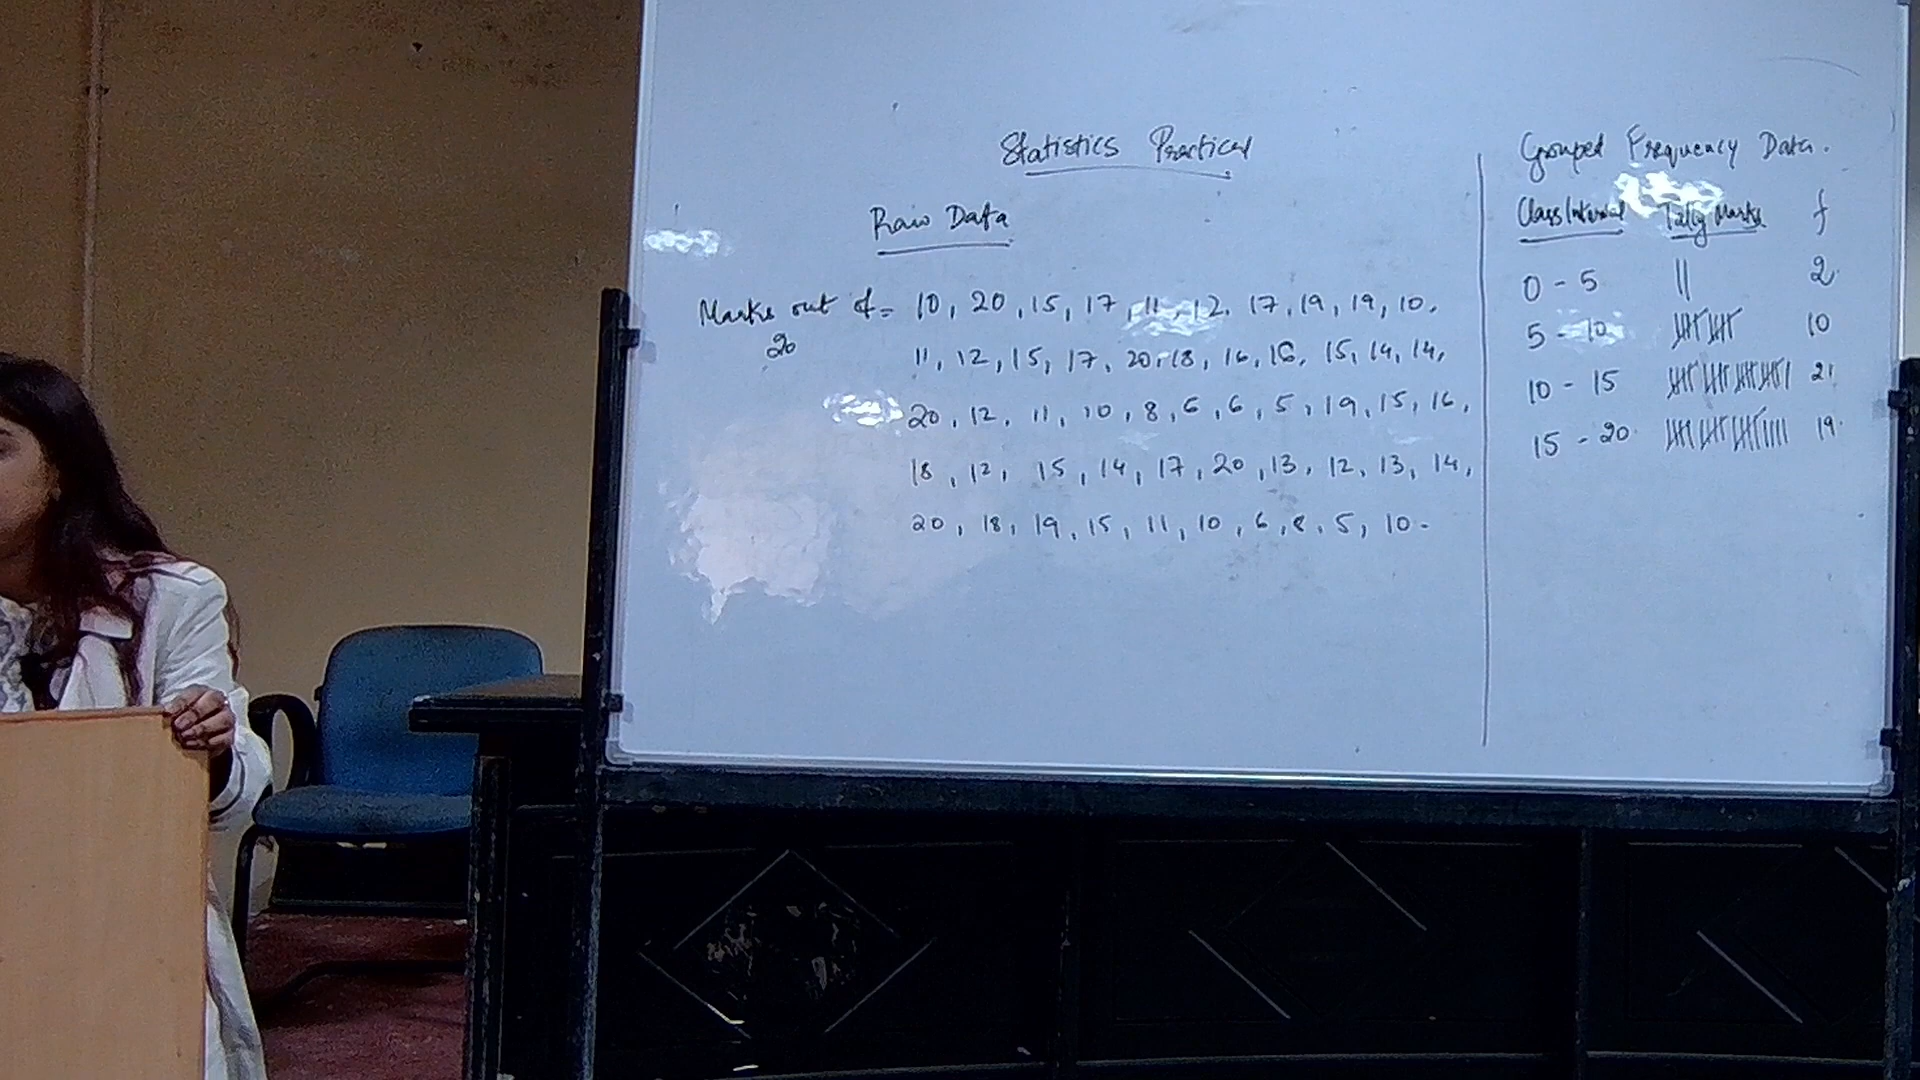 Statistics Practical
Raw Data
Marks out of = 10, 20, 15, 17, 11, 12, 17, 19, 19, 10,
20
11, 12, 15, 17, 20, 18, 16, 16, 15, 14, 14,
20, 12, 11, 10, 8, 6, 6, 5, 19, 15, 16,
18, 12, 15, 14, 17, 20, 13, 12, 13, 14,
20, 18, 19, 15, 11, 10, 6, 8, 5, 10.
Grouped Frequency Data.
Class Interval Tally Marks f
0 - 5 || 2
5 - 10 |||| |||| 10
10 - 15 |||| |||| |||| |||| | 21
15 - 20 |||| |||| |||| |||| 19